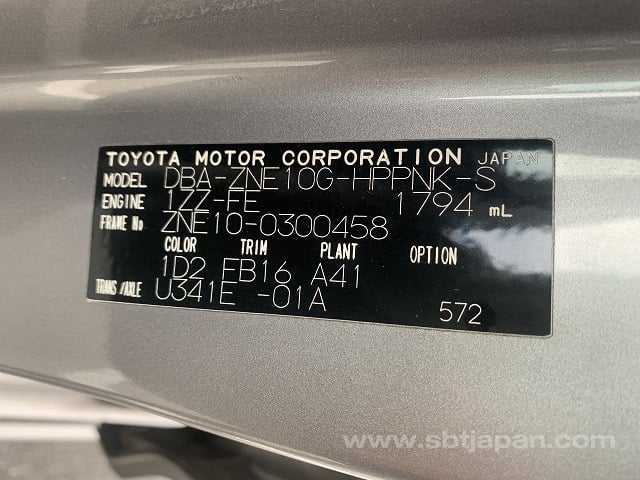 TOYOTA MOTOR CORPORATION JAPAN
MODEL DBA-ZNE10G-HPPNK-S
ENGINE 1ZZ-FE 1794 mL
FRAME No ZNE10-0300458
COLOR TRIM PLANT OPTION
1D2 FB16 A41
TRANS/AXLE U341E -01A
572
www.sbtjapan.com